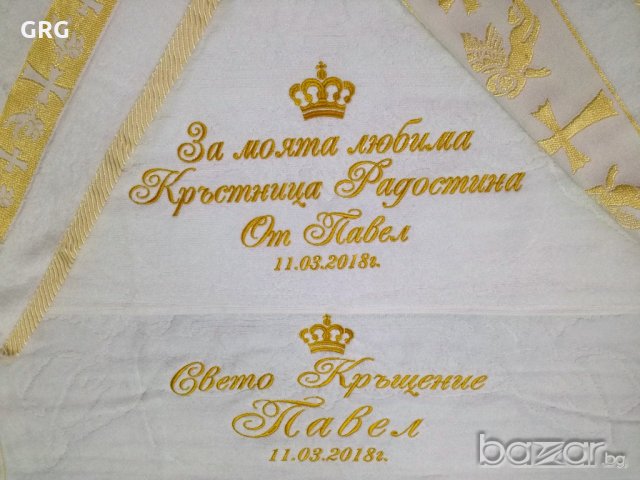 GRG
За моята любима
Кръстница Радостина
От Павел
11.03.2018г.
Свето Кръщение
Павел
11.03.2018г.
bazar.bg